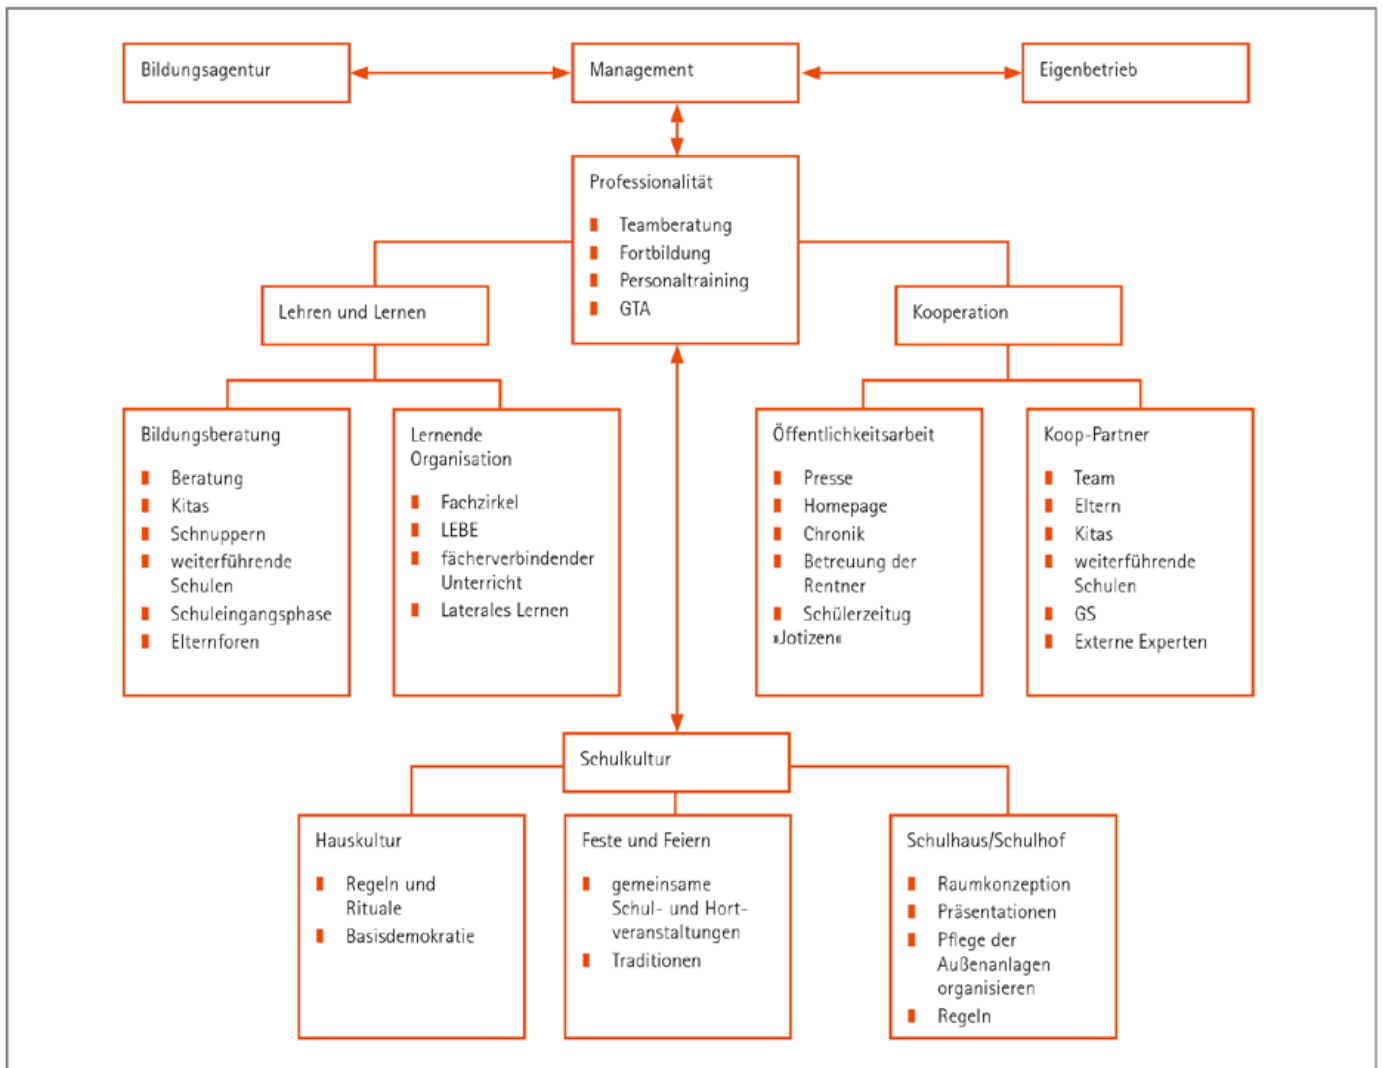 Bildungsagentur
Management
Eigenbetrieb
Professionalität
Teamberatung
Fortbildung
Personaltraining
GTA
Lehren und Lernen
Kooperation
Bildungsberatung
Beratung
Kitas
Schnuppern
weiterführende
Schulen
Schuleingangsphase
Elternforen
Lernende
Organisation
Fachzirkel
LEBE
fächerverbindender
Unterricht
Laterales Lernen
Öffentlichkeitsarbeit
Presse
Homepage
Chronik
Betreuung der
Rentner
Schülerzeitug
»Jotizen«
Koop-Partner
Team
Eltern
Kitas
weiterführende
Schulen
GS
Externe Experten
Schulkultur
Hauskultur
Regeln und
Rituale
Basisdemokratie
Feste und Feiern
gemeinsame
Schul- und Hort-
veranstaltungen
Traditionen
Schulhaus/Schulhof
Raumkonzeption
Präsentationen
Pflege der
Außenanlagen
organisieren
Regeln